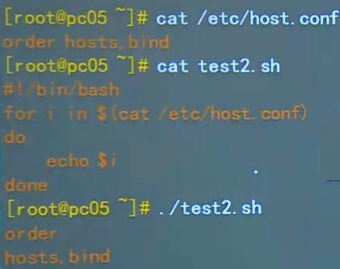 [root@pc05 ~]# cat /etc/host.conf
order hosts,bind
[root@pc05 ~]# cat test2.sh
#!/bin/bash
for i in $(cat /etc/host.conf)
do
    echo $i
done
[root@pc05 ~]# ./test2.sh
order
hosts,bind